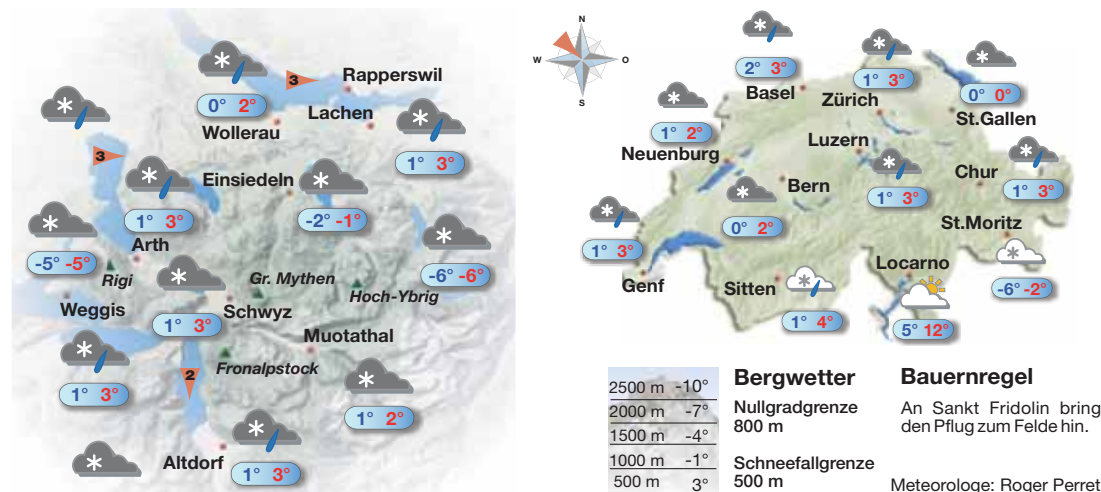 0° 2°
3
Rapperswil
Lachen
Wollerau
1° 3°
3
Einsiedeln
1° 3°
-2° -1°
Arth
-5° -5°
Rigi
-6° -6°
Gr. Mythen
Hoch-Ybrig
Weggis
1° 3°
Schwyz
Muotathal
1° 3°
2
Fronalpstock
1° 2°
Altdorf
1° 3°
N
W O
S
2° 3°
Basel
1° 3°
Zürich
0° 0°
St.Gallen
1° 2°
Neuenburg
Luzern
1° 3°
Bern
0° 2°
Chur
1° 3°
St.Moritz
-6° -2°
1° 3°
Genf
Sitten
1° 4°
Locarno
5° 12°
2500 m -10°
2000 m -7°
1500 m -4°
1000 m -1°
500 m 3°
Bergwetter
Nullgradgrenze
800 m
Schneefallgrenze
500 m
Bauernregel
An Sankt Fridolin bring
den Pflug zum Felde hin.
Meteorologe: Roger Perret